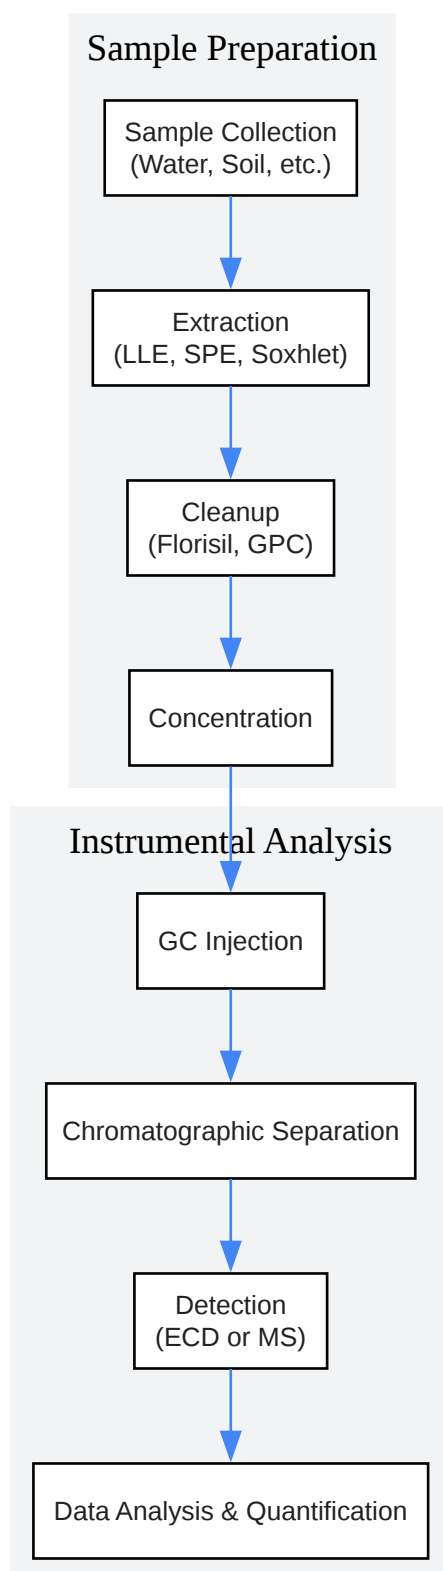 Sample Preparation
Sample Collection
(Water, Soil, etc.)
Extraction
(LLE, SPE, Soxhlet)
Cleanup
(Florisil, GPC)
Concentration
Instrumental Analysis
GC Injection
Chromatographic Separation
Detection
(ECD or MS)
Data Analysis & Quantification